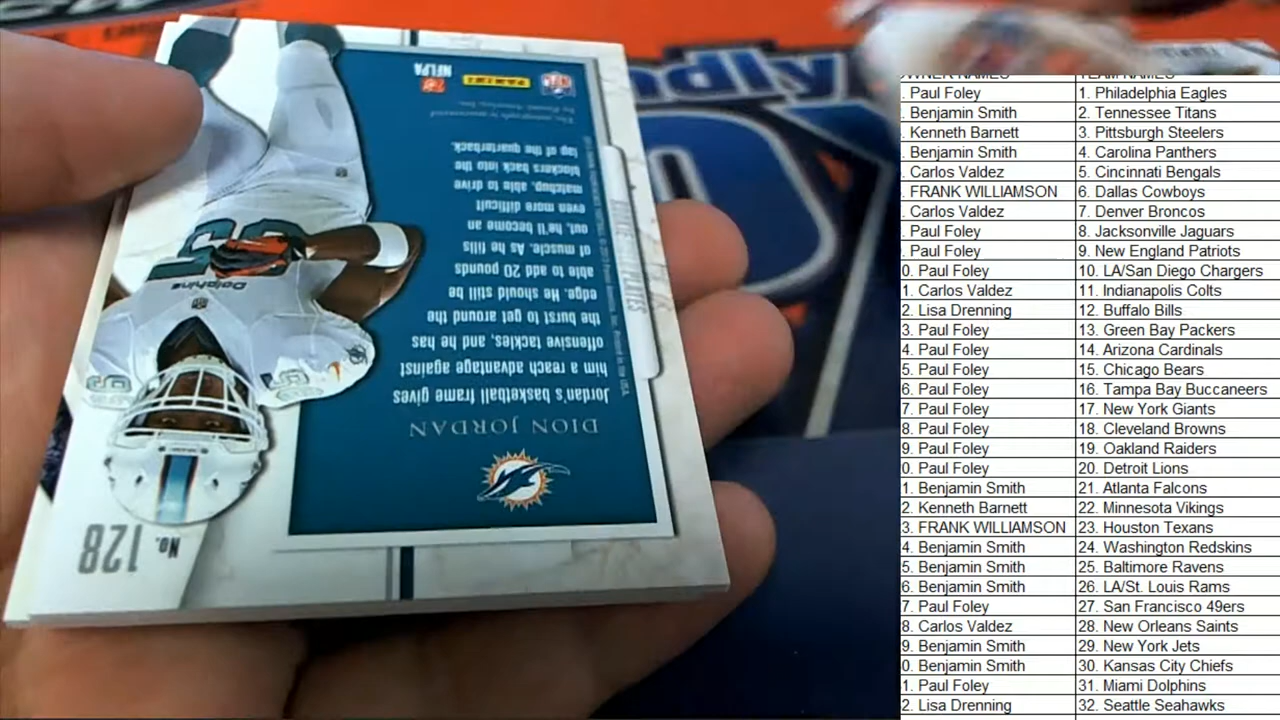 No. 128
DION JORDAN
Jordan's basketball frame gives
him a reach advantage against
offensive tackles, and he has
the burst to get around the
edge. He should still be
able to add 20 pounds
of muscle. As he fills
out, he'll become an
even more difficult
matchup, able to drive
blockers back into the
lap of the quarterback.
PANINI
NFLPA
NFL
Dolphins
OWNER NAMES TEAM NAMES
. Paul Foley 1. Philadelphia Eagles
. Benjamin Smith 2. Tennessee Titans
. Kenneth Barnett 3. Pittsburgh Steelers
. Benjamin Smith 4. Carolina Panthers
. Carlos Valdez 5. Cincinnati Bengals
. FRANK WILLIAMSON 6. Dallas Cowboys
. Carlos Valdez 7. Denver Broncos
. Paul Foley 8. Jacksonville Jaguars
. Paul Foley 9. New England Patriots
0. Paul Foley 10. LA/San Diego Chargers
1. Carlos Valdez 11. Indianapolis Colts
2. Lisa Drenning 12. Buffalo Bills
3. Paul Foley 13. Green Bay Packers
4. Paul Foley 14. Arizona Cardinals
5. Paul Foley 15. Chicago Bears
6. Paul Foley 16. Tampa Bay Buccaneers
7. Paul Foley 17. New York Giants
8. Paul Foley 18. Cleveland Browns
9. Paul Foley 19. Oakland Raiders
0. Paul Foley 20. Detroit Lions
1. Benjamin Smith 21. Atlanta Falcons
2. Kenneth Barnett 22. Minnesota Vikings
3. FRANK WILLIAMSON 23. Houston Texans
4. Benjamin Smith 24. Washington Redskins
5. Benjamin Smith 25. Baltimore Ravens
6. Benjamin Smith 26. LA/St. Louis Rams
7. Paul Foley 27. San Francisco 49ers
8. Carlos Valdez 28. New Orleans Saints
9. Benjamin Smith 29. New York Jets
0. Benjamin Smith 30. Kansas City Chiefs
1. Paul Foley 31. Miami Dolphins
2. Lisa Drenning 32. Seattle Seahawks